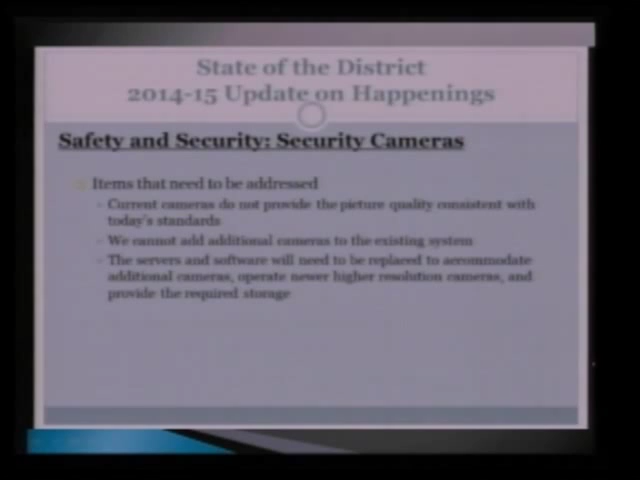 State of the District
2014-15 Update on Happenings
Safety and Security: Security Cameras
Items that need to be addressed
Current cameras do not provide the picture quality consistent with
today's standards
We cannot add additional cameras to the existing system
The servers and software will need to be replaced to accommodate
additional cameras, operate newer higher resolution cameras, and
provide the required storage